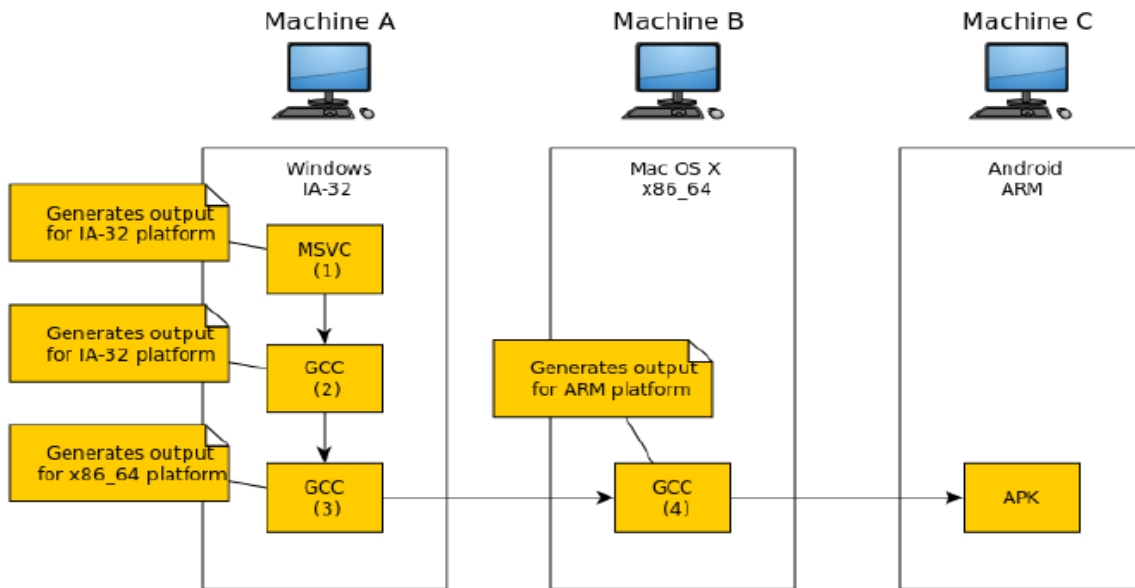 Machine A
Machine B
Machine C
Windows
IA-32
Mac OS X
x86_64
Android
ARM
Generates output
for IA-32 platform
MSVC
(1)
Generates output
for IA-32 platform
GCC
(2)
Generates output
for ARM platform
Generates output
for x86_64 platform
GCC
(3)
GCC
(4)
APK